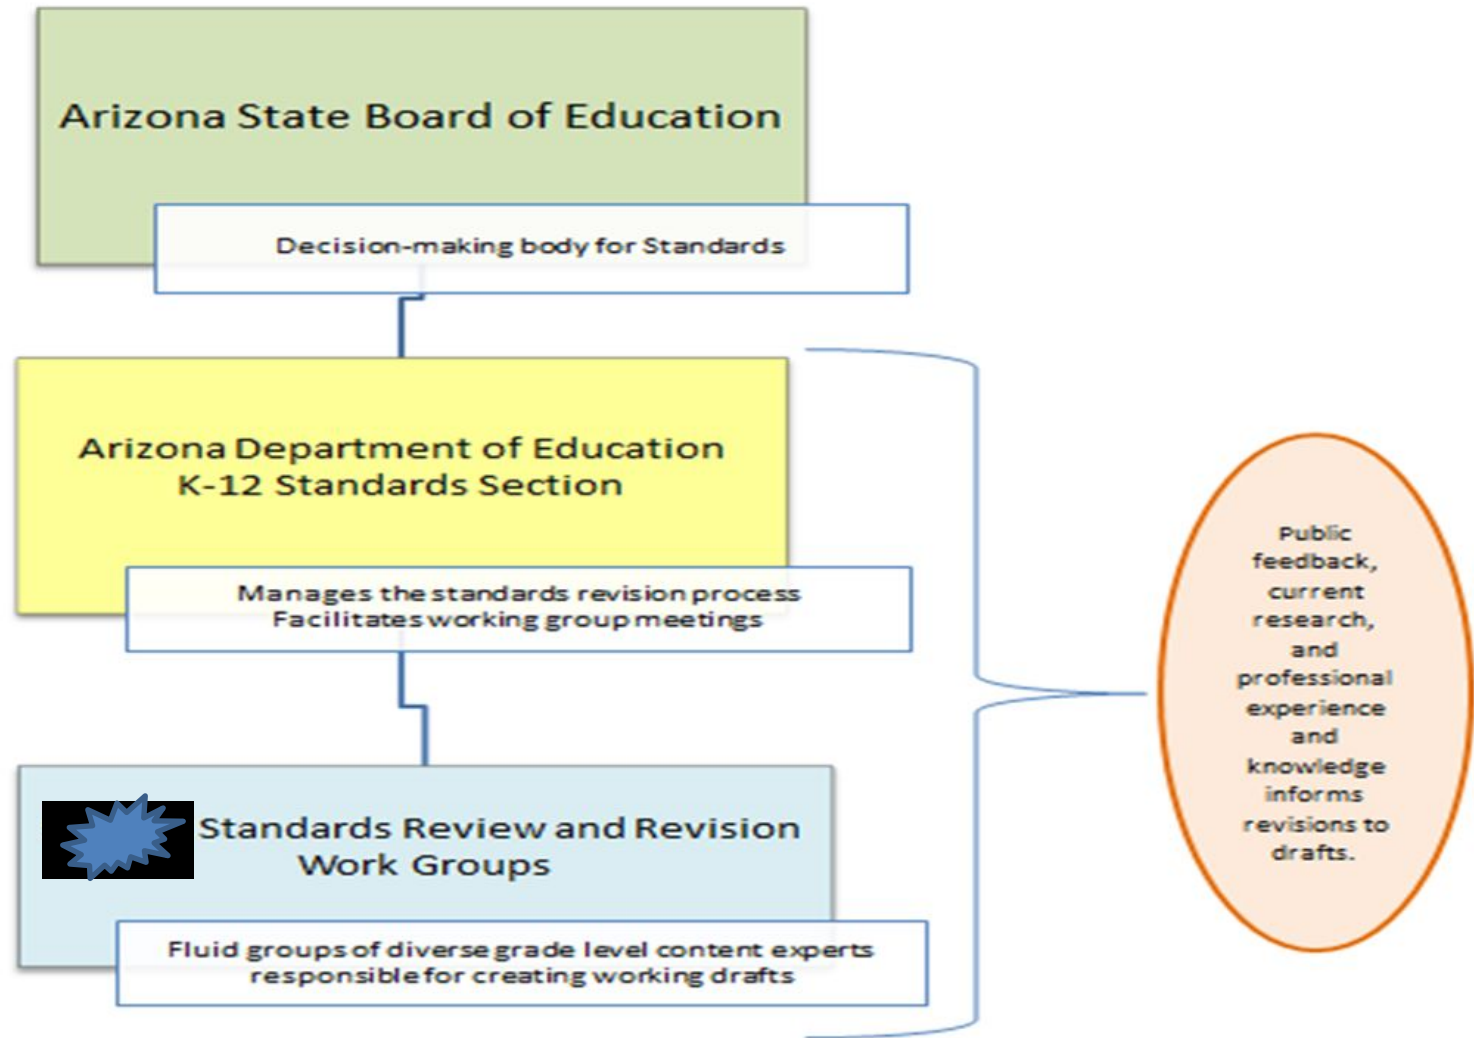 Arizona State Board of Education
Decision-making body for Standards
Arizona Department of Education
K-12 Standards Section
Manages the standards revision process
Facilitates working group meetings
Standards Review and Revision
Work Groups
Fluid groups of diverse grade level content experts
responsible for creating working drafts
Public
feedback,
current
research,
and
professional
experience
and
knowledge
informs
revisions to
drafts.